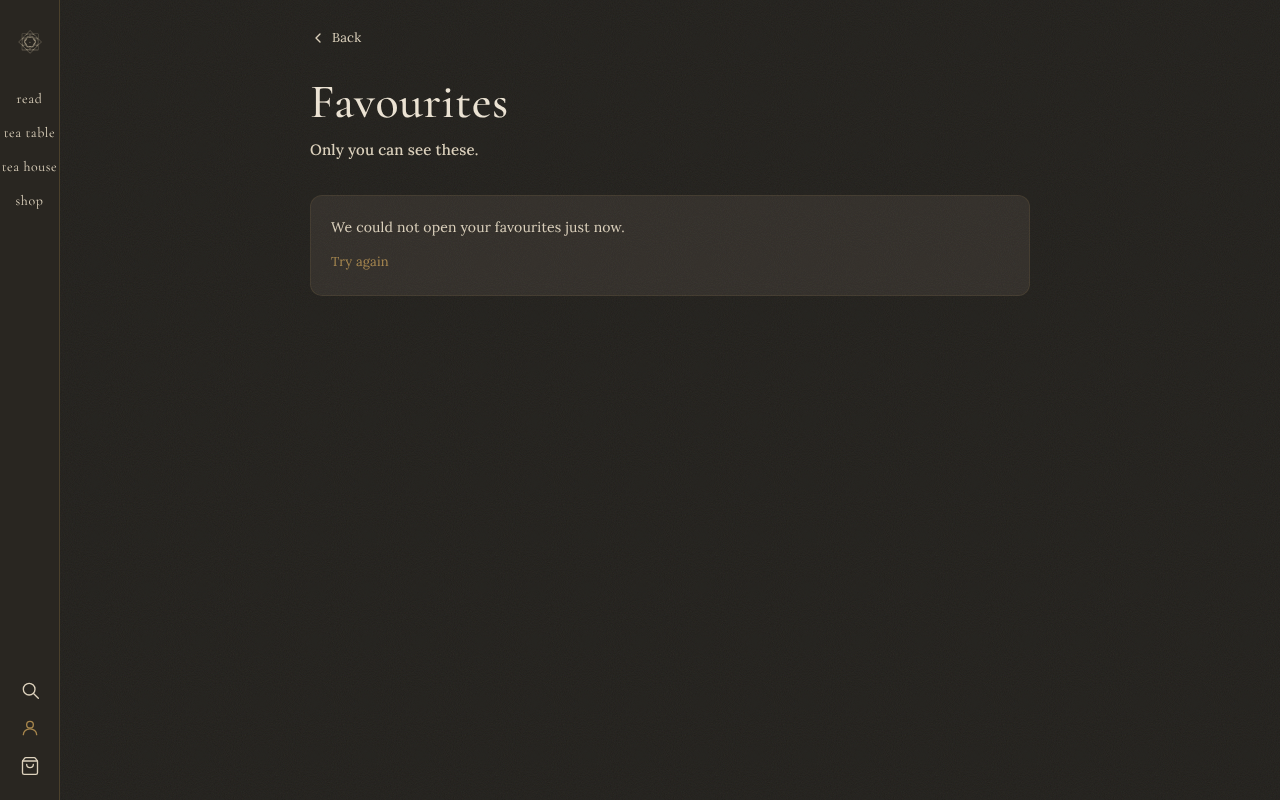 Back
read
tea table
tea house
shop
Favourites
Only you can see these.
We could not open your favourites just now.
Try again